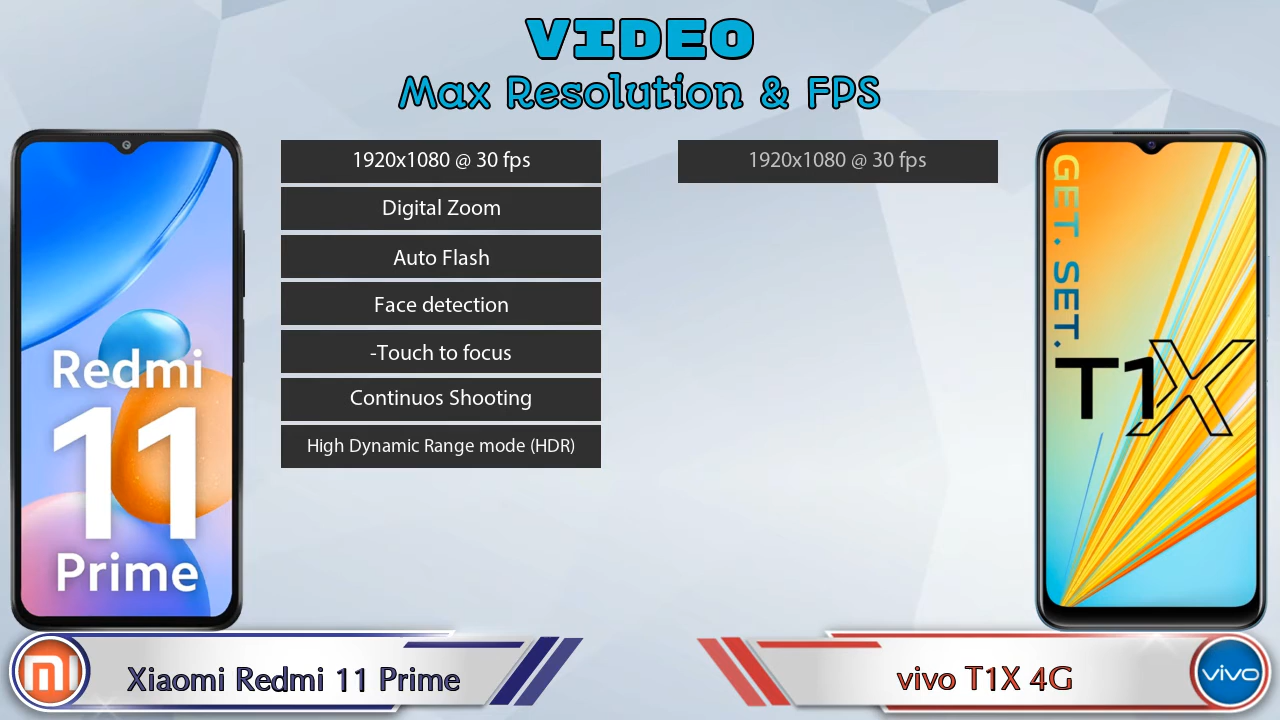 VIDEO
Max Resolution & FPS
1920x1080 @ 30 fps
Digital Zoom
Auto Flash
Face detection
-Touch to focus
Continuos Shooting
High Dynamic Range mode (HDR)
1920x1080 @ 30 fps
Redmi
11
Prime
GET. SET.
T1X
mi
Xiaomi Redmi 11 Prime
vivo T1X 4G
vivo